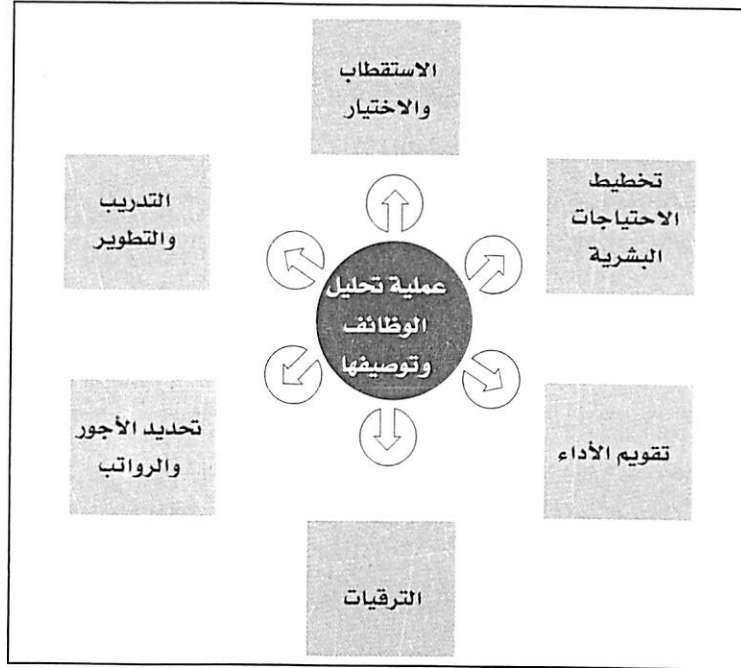 الاستقطاب
والاختيار
تخطيط
الاحتياجات
البشرية
التدريب
والتطوير
عملية تحليل
الوظائف
وتوصيفها
تقويم الأداء
تحديد الأجور
والرواتب
الترقيات